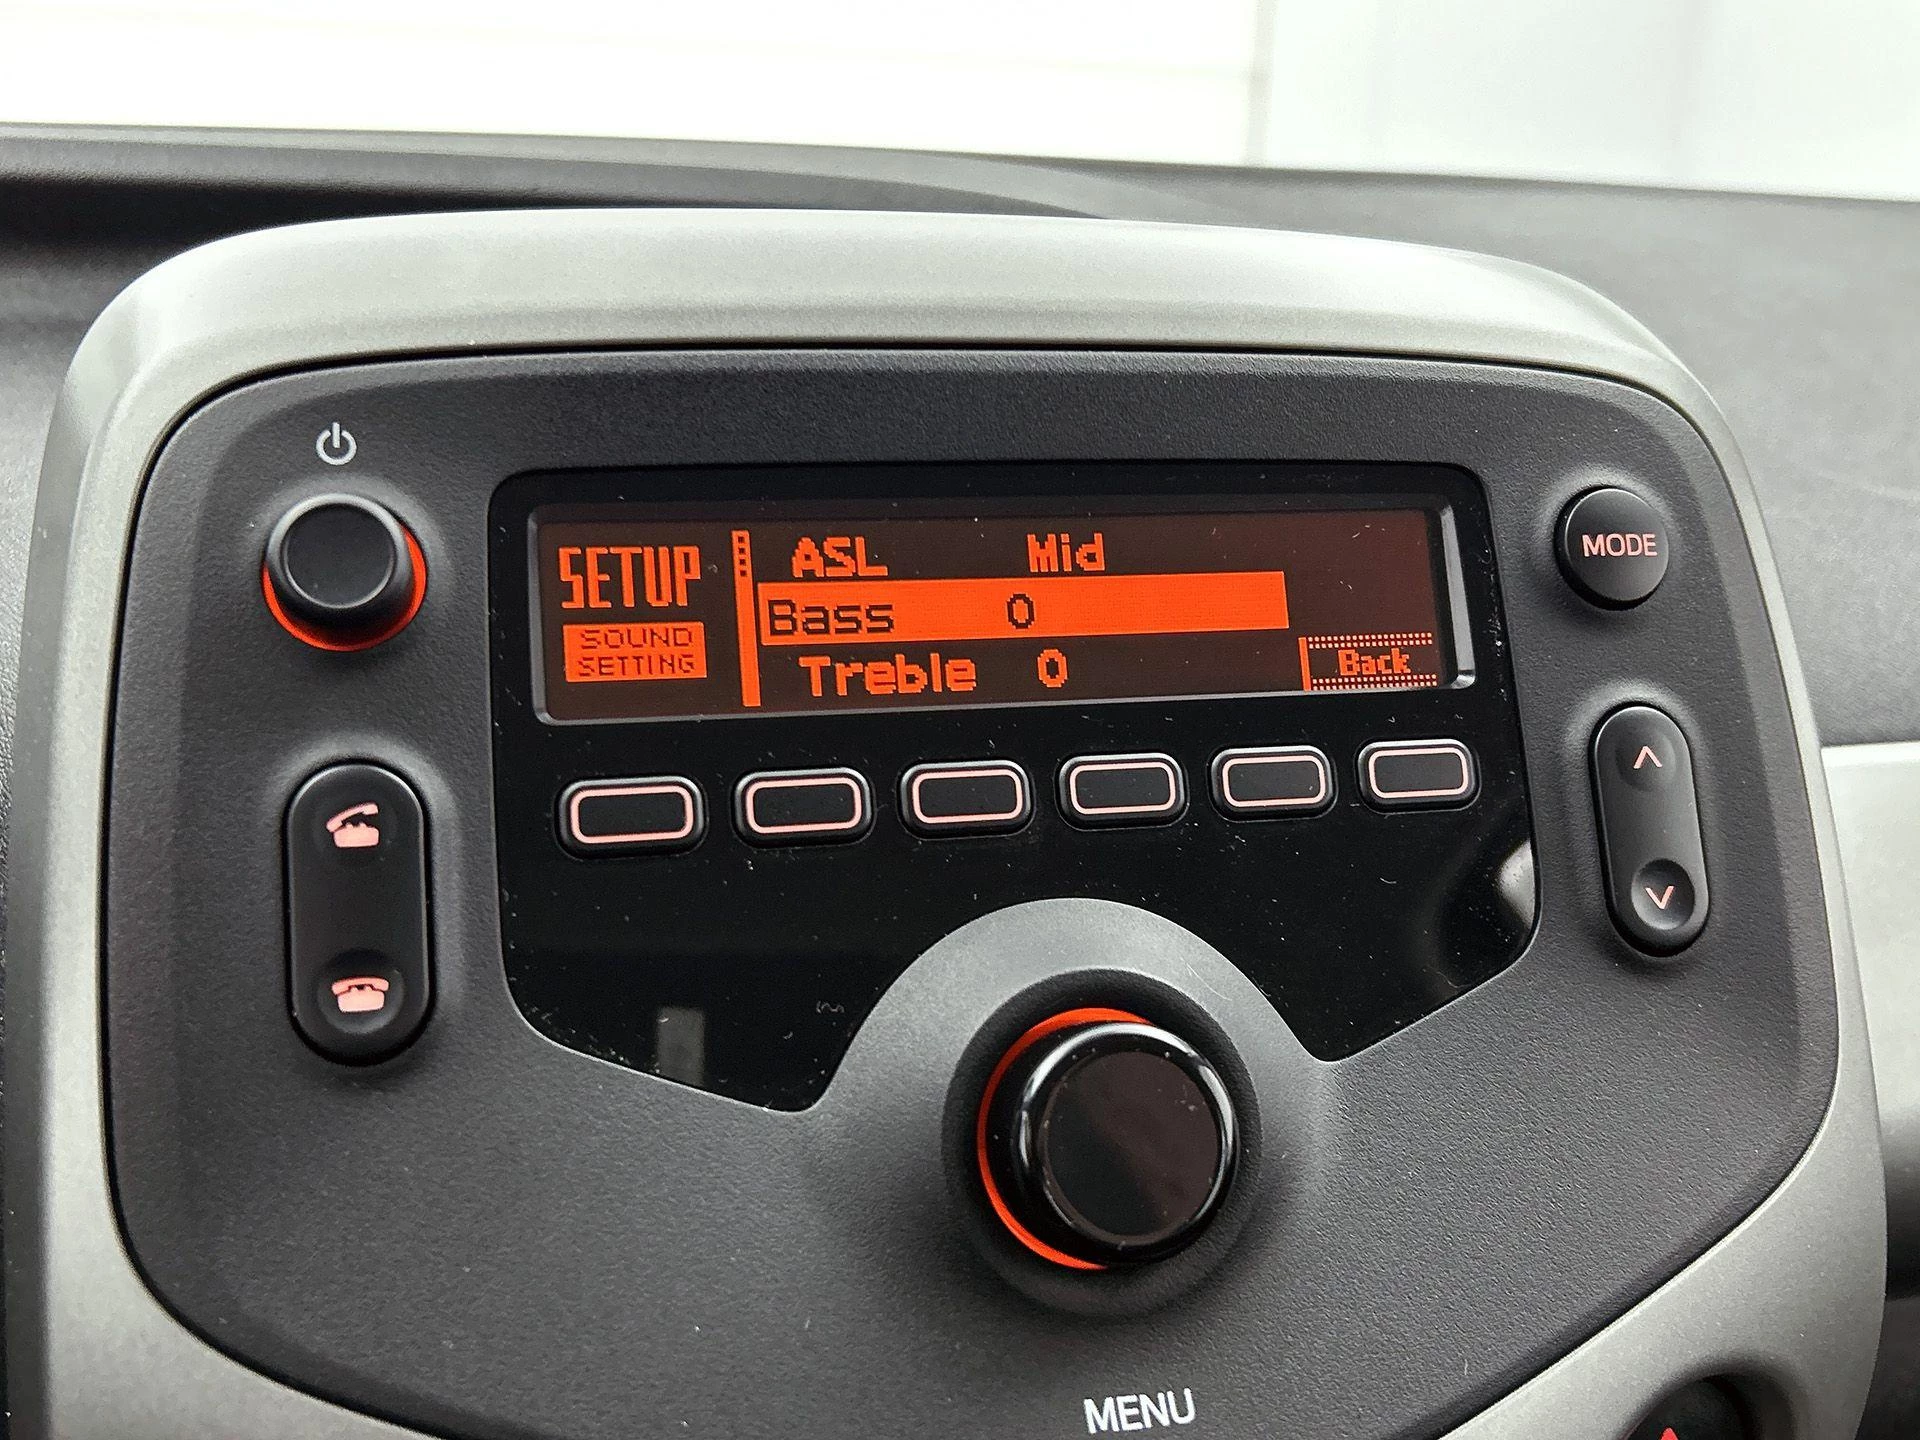 SETUP
SOUND
SETTING
ASL Mid
Bass 0
Treble 0
Back
MODE
MENU